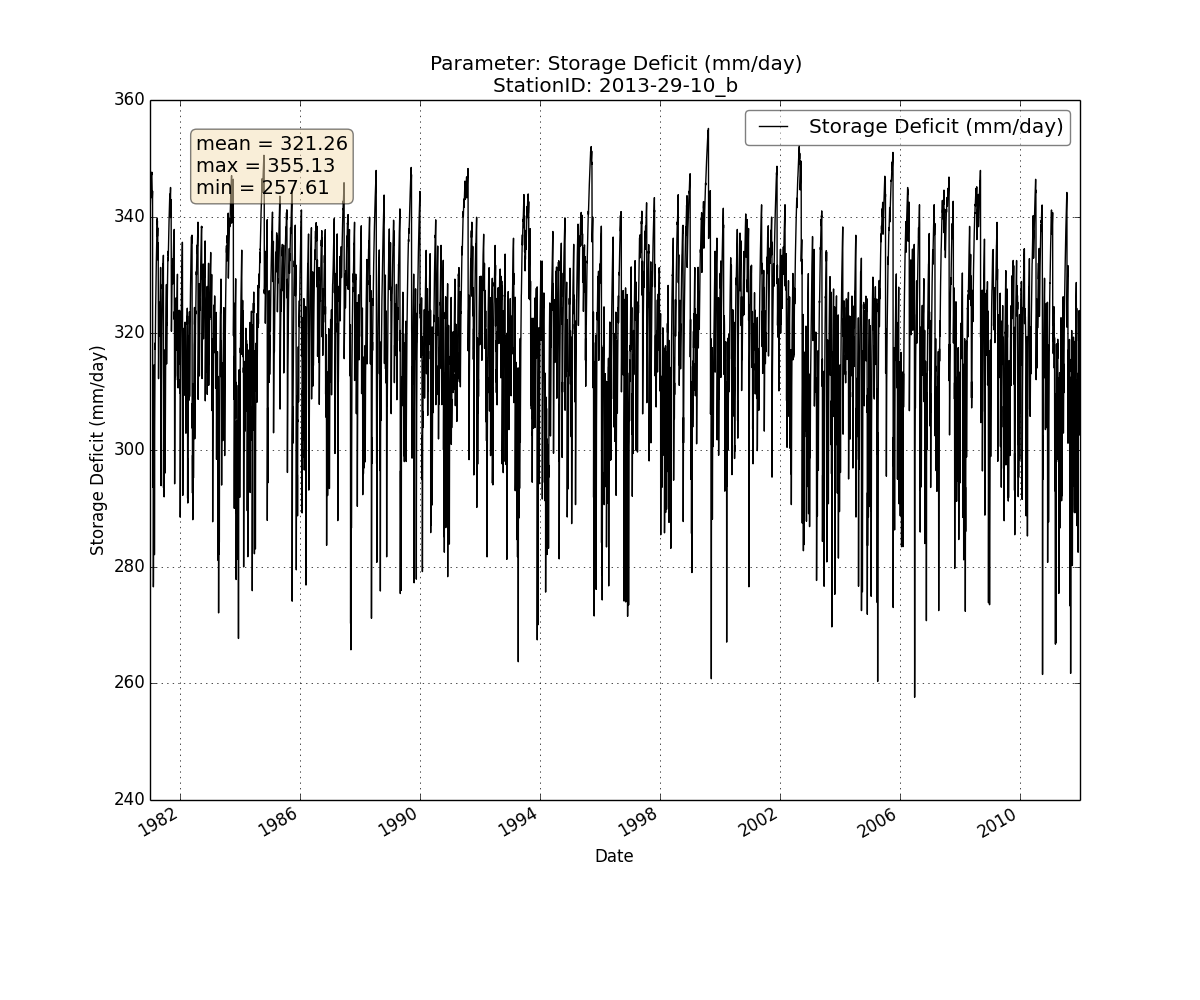 Parameter: Storage Deficit (mm/day)
StationID: 2013-29-10_b
360
340
320
300
280
260
240
Storage Deficit (mm/day)
mean = 321.26
max = 355.13
min = 257.61
Storage Deficit (mm/day)
1982
1986
1990
1994
1998
2002
2006
2010
Date